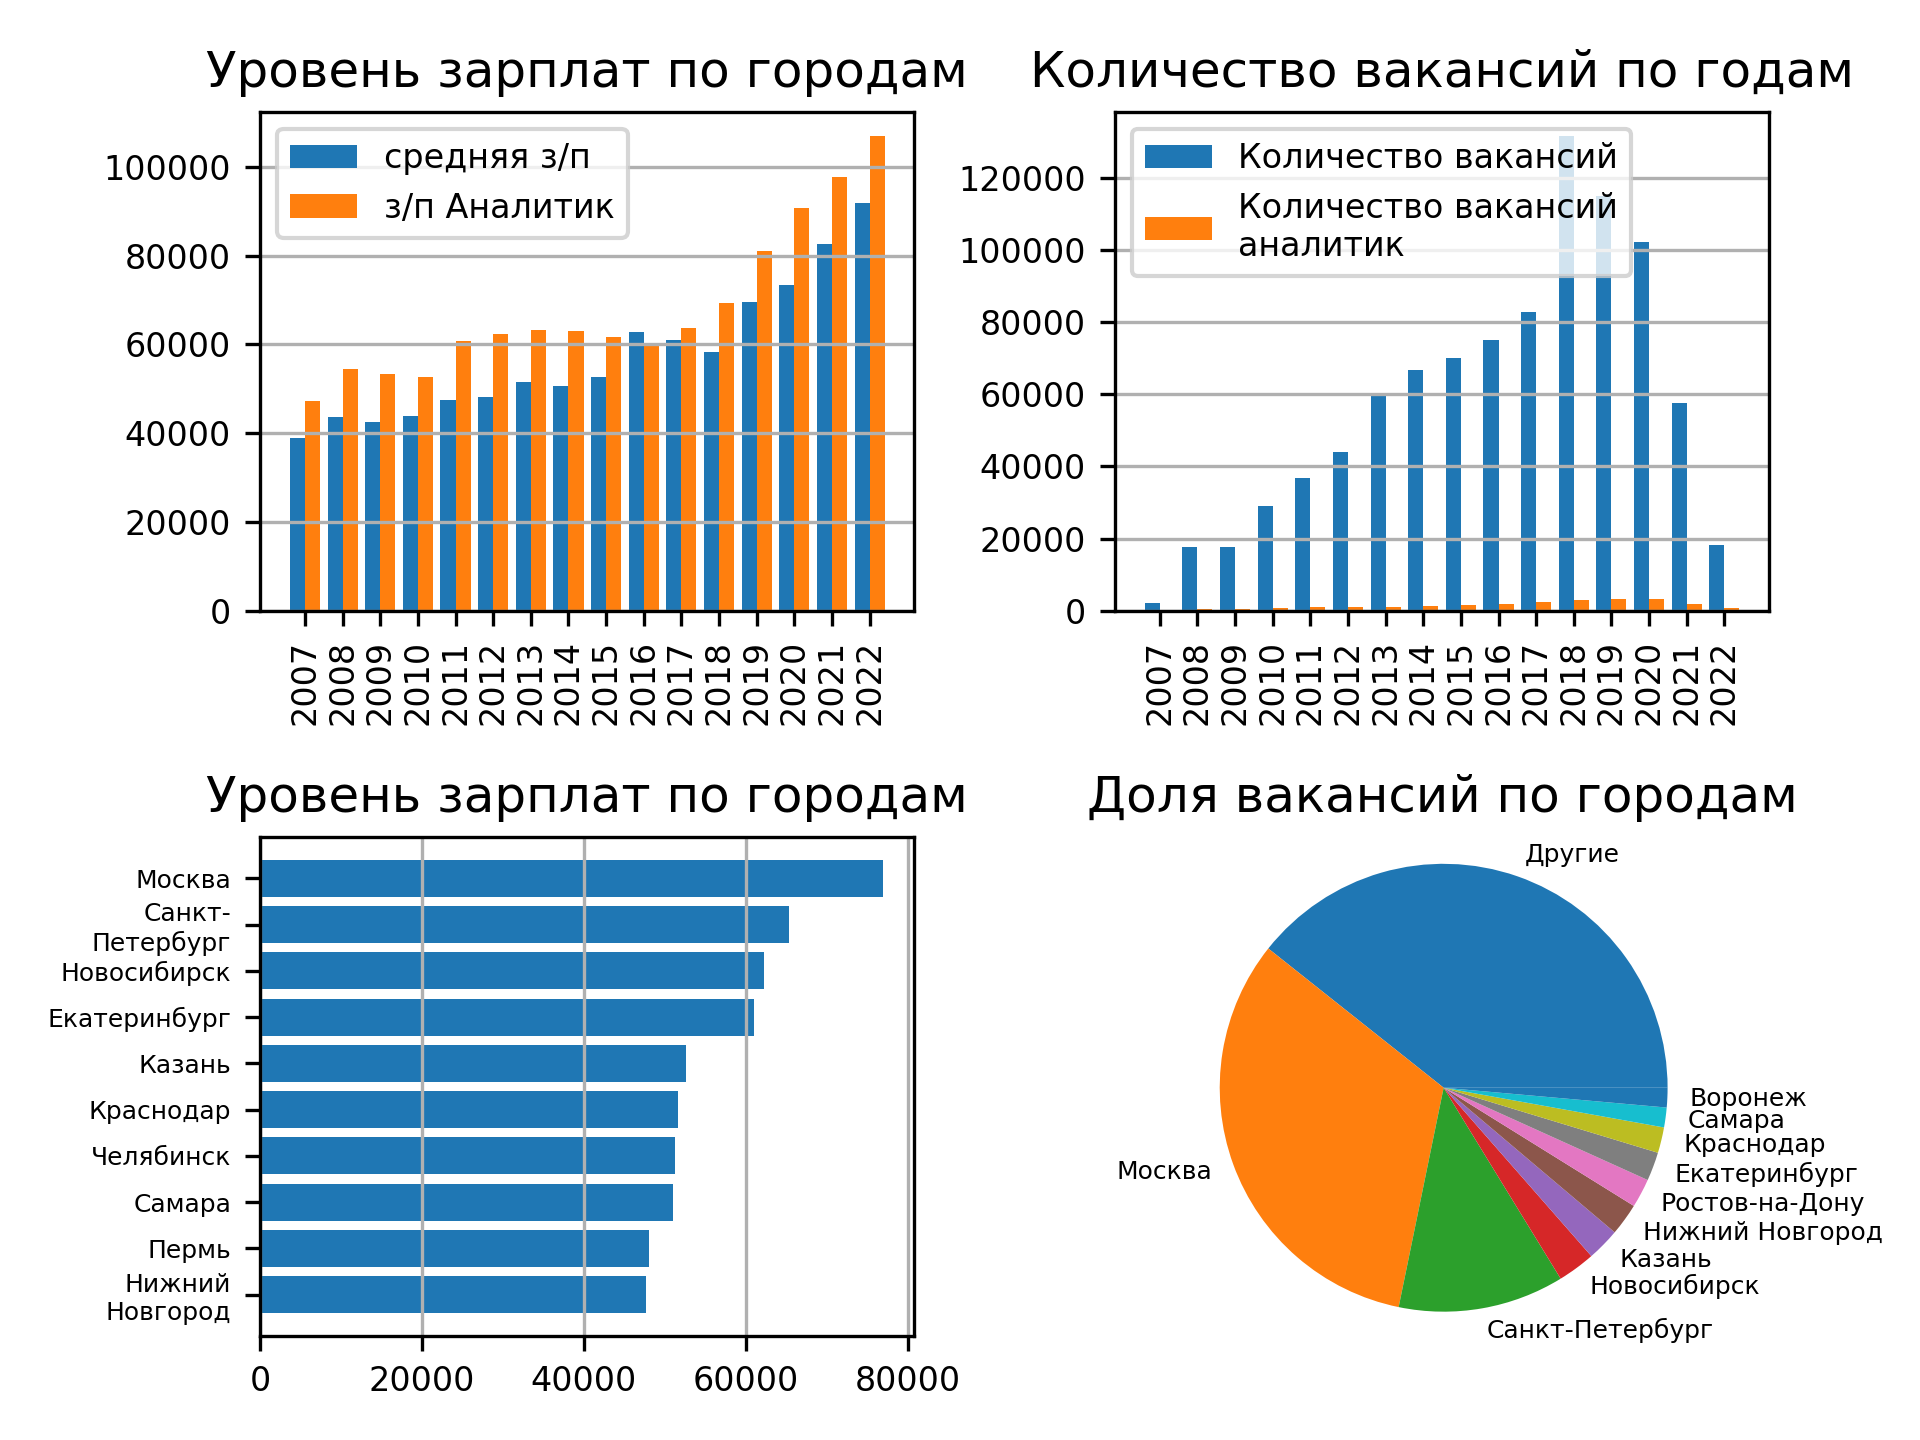 Уровень зарплат по городам
средняя з/п
з/п Аналитик
100000
80000
60000
40000
20000
0
2007
2008
2009
2010
2011
2012
2013
2014
2015
2016
2017
2018
2019
2020
2021
2022
Количество вакансий по годам
Количество вакансий
Количество вакансий
аналитик
120000
100000
80000
60000
40000
20000
0
2007
2008
2009
2010
2011
2012
2013
2014
2015
2016
2017
2018
2019
2020
2021
2022
Уровень зарплат по городам
Москва
Санкт-
Петербург
Новосибирск
Екатеринбург
Казань
Краснодар
Челябинск
Самара
Пермь
Нижний
Новгород
0
20000
40000
60000
80000
Доля вакансий по городам
Другие
Москва
Санкт-Петербург
Новосибирск
Казань
Нижний Новгород
Ростов-на-Дону
Екатеринбург
Краснодар
Самара
Воронеж